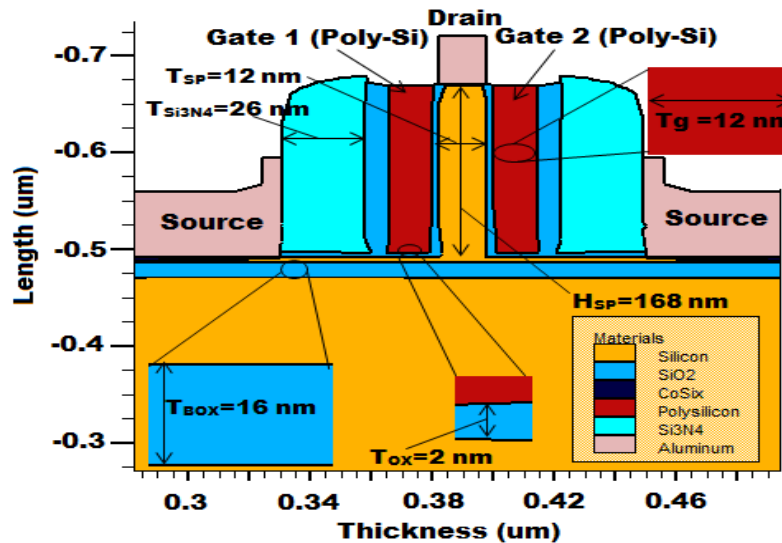 Drain
Gate 1 (Poly-Si)
Gate 2 (Poly-Si)
TSP=12 nm
TSi3N4=26 nm
Tg =12 nm
Source
Source
HSP=168 nm
TBOX=16 nm
TOX=2 nm
Materials
Silicon
SiO2
CoSix
Polysilicon
Si3N4
Aluminum
Length (um)
-0.7
-0.6
-0.5
-0.4
-0.3
0.3
0.34
0.38
0.42
0.46
Thickness (um)